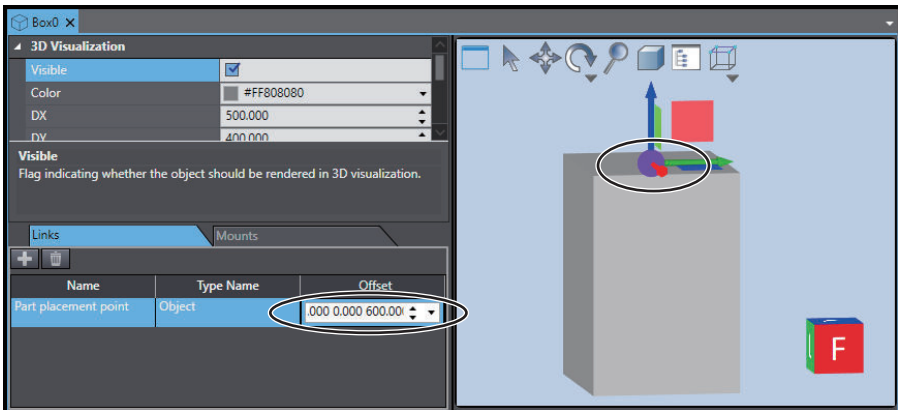 Box0
3D Visualization
Visible
Color #FF808080
DX 500.000
DY 400.000
Visible
Flag indicating whether the object should be rendered in 3D visualization.
Links Mounts
Name Type Name Offset
Part placement point Object .000 0.000 600.00
F